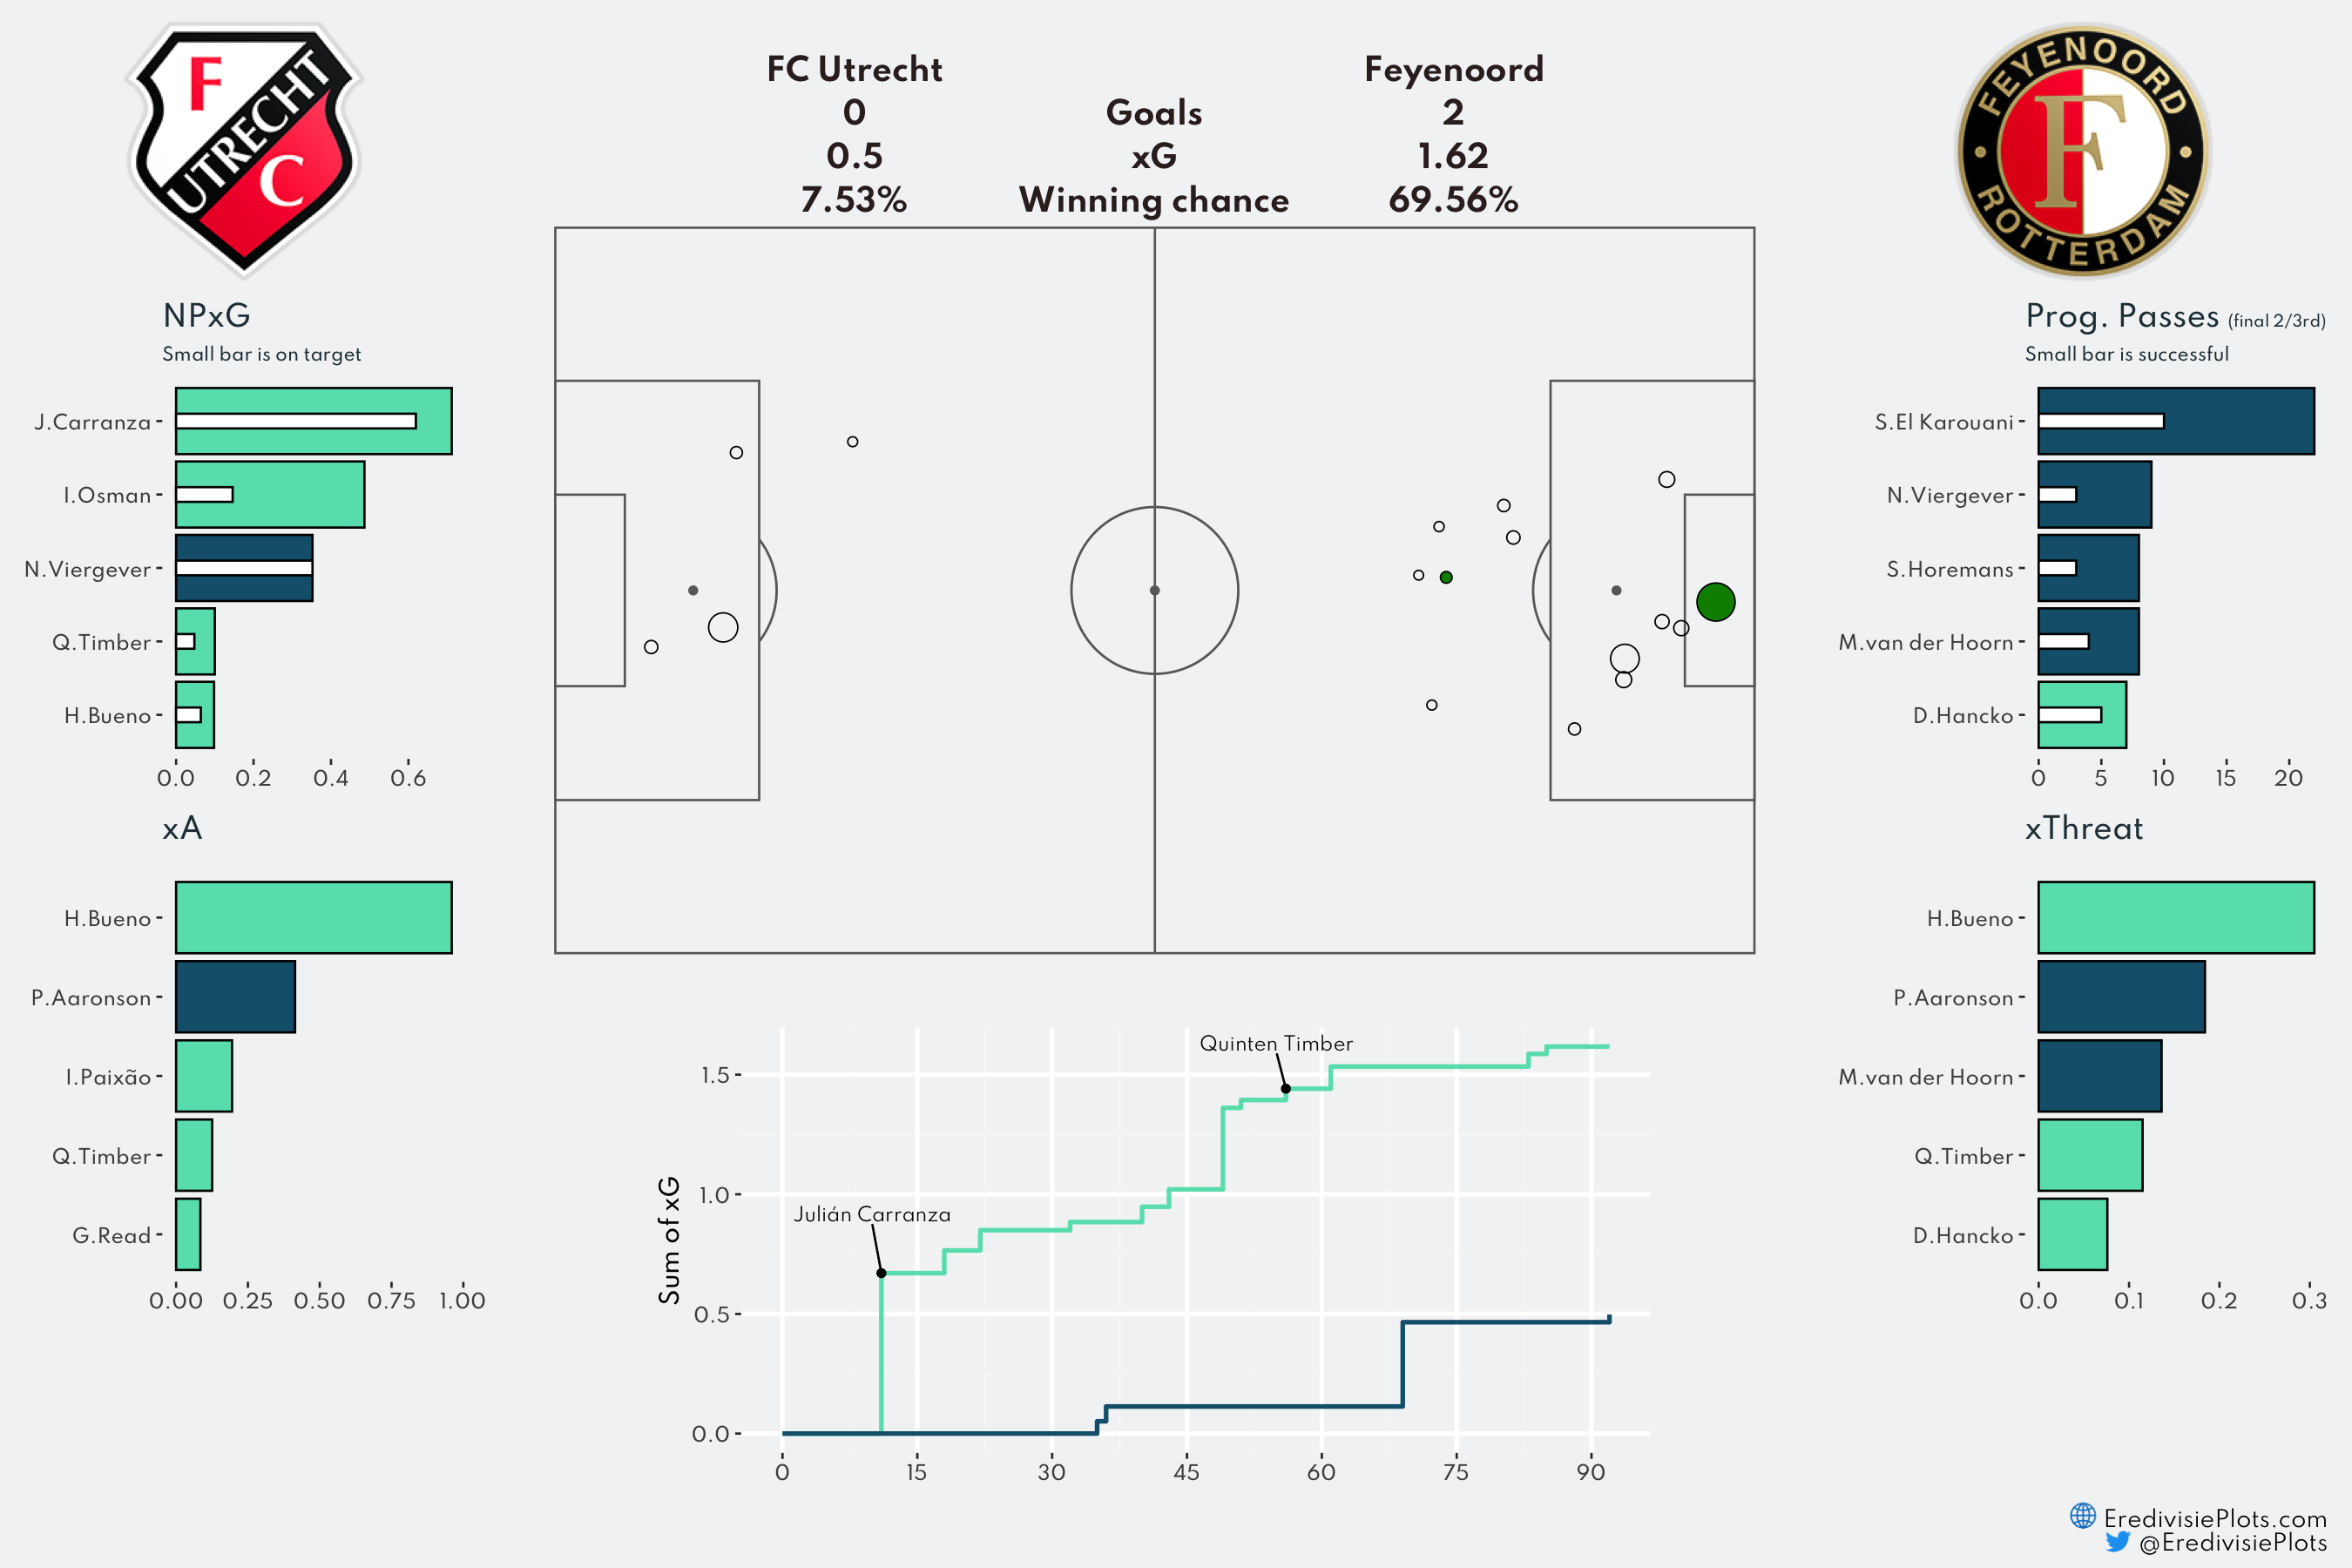 F
UTRECHT
C
FC Utrecht Feyenoord
0 Goals 2
0.5 xG 1.62
7.53% Winning chance 69.56%
FEYENOORD
F
ROTTERDAM
NPxG
Small bar is on target
J.Carranza
I.Osman
N.Viergever
Q.Timber
H.Bueno
0.0 0.2 0.4 0.6
Prog. Passes (final 2/3rd)
Small bar is successful
S.El Karouani
N.Viergever
S.Horemans
M.van der Hoorn
D.Hancko
0 5 10 15 20
xA
H.Bueno
P.Aaronson
I.Paixão
Q.Timber
G.Read
0.00 0.25 0.50 0.75 1.00
Sum of xG
1.5
1.0
0.5
0.0
Quinten Timber
Julián Carranza
0 15 30 45 60 75 90
xThreat
H.Bueno
P.Aaronson
M.van der Hoorn
Q.Timber
D.Hancko
0.0 0.1 0.2 0.3
EredivisiePlots.com
@EredivisiePlots